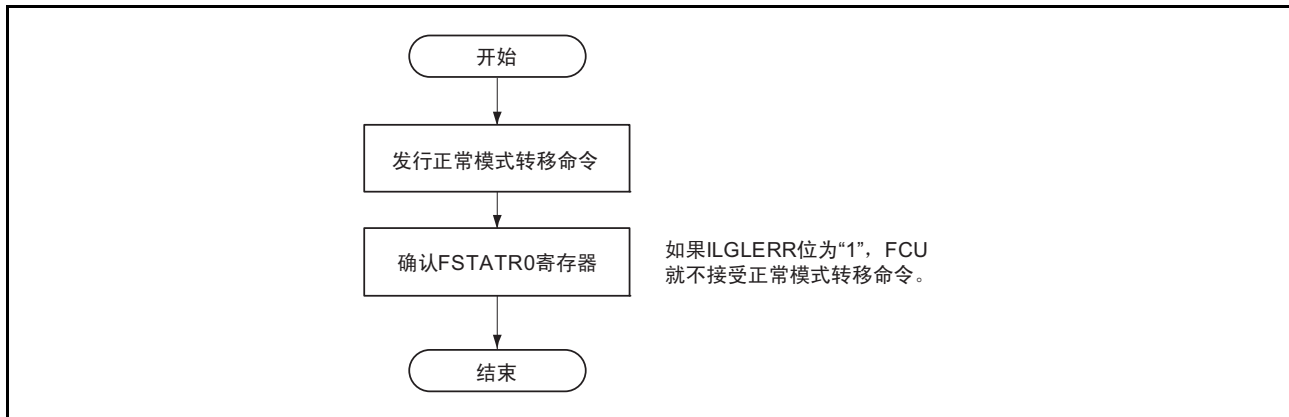 开始
发行正常模式转移命令
确认FSTATR0寄存器
如果ILGLERR位为“1”，FCU
就不接受正常模式转移命令。
结束